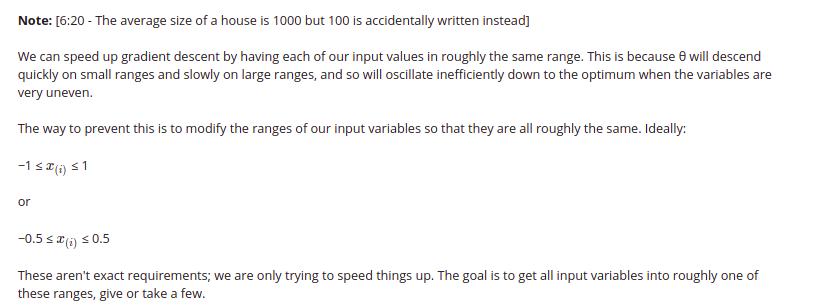 Note: [6:20 - The average size of a house is 1000 but 100 is accidentally written instead]
We can speed up gradient descent by having each of our input values in roughly the same range. This is because θ will descend
quickly on small ranges and slowly on large ranges, and so will oscillate inefficiently down to the optimum when the variables are
very uneven.
The way to prevent this is to modify the ranges of our input variables so that they are all roughly the same. Ideally:
−1 ≤ x₍ᵢ₎ ≤ 1
or
−0.5 ≤ x₍ᵢ₎ ≤ 0.5
These aren't exact requirements; we are only trying to speed things up. The goal is to get all input variables into roughly one of
these ranges, give or take a few.